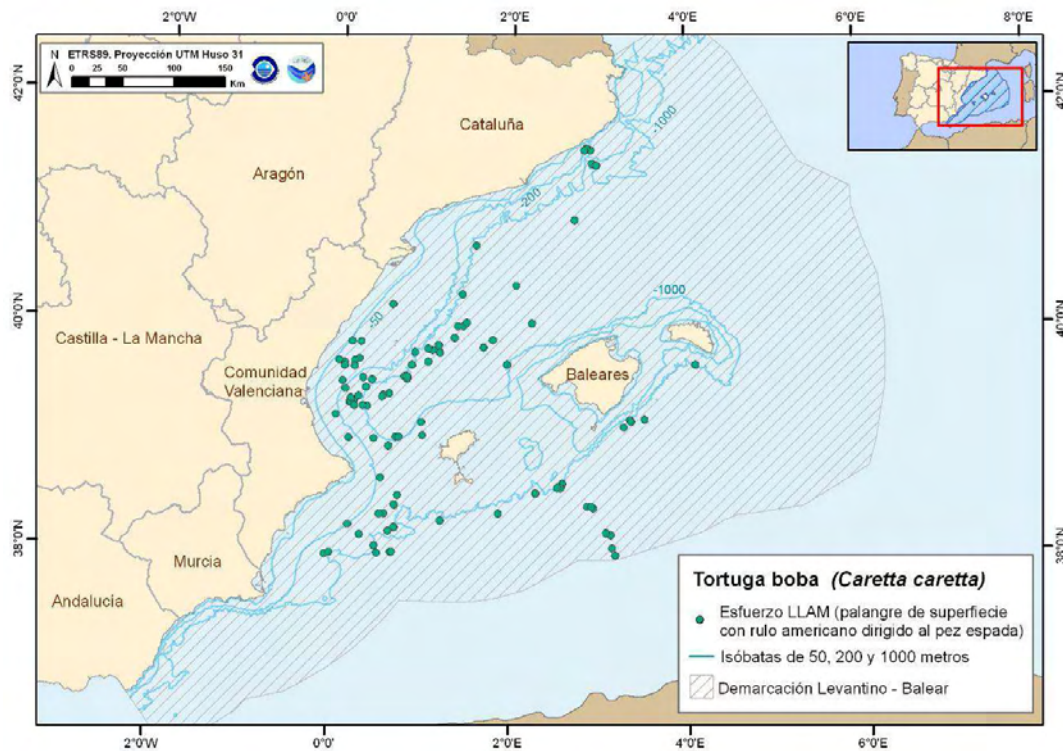 2°0'W 0°0' 2°0'E 4°0'E 6°0'E 8°0'E
N ETRS89. Proyección UTM Huso 31
0 25 50 100 150
Km
42°0'N
42°0'N
Cataluña
-1000
Aragón
-200
40°0'N
40°0'N
-1000
-50
Castilla - La Mancha
Comunidad
Valenciana
Baleares
38°0'N
38°0'N
Murcia
Andalucía
Tortuga boba (Caretta caretta)
Esfuerzo LLAM (palangre de superfiecie
con rulo americano dirigido al pez espada)
Isóbatas de 50, 200 y 1000 metros
Demarcación Levantino - Balear
2°0'W 0°0' 2°0'E 4°0'E 6°0'E